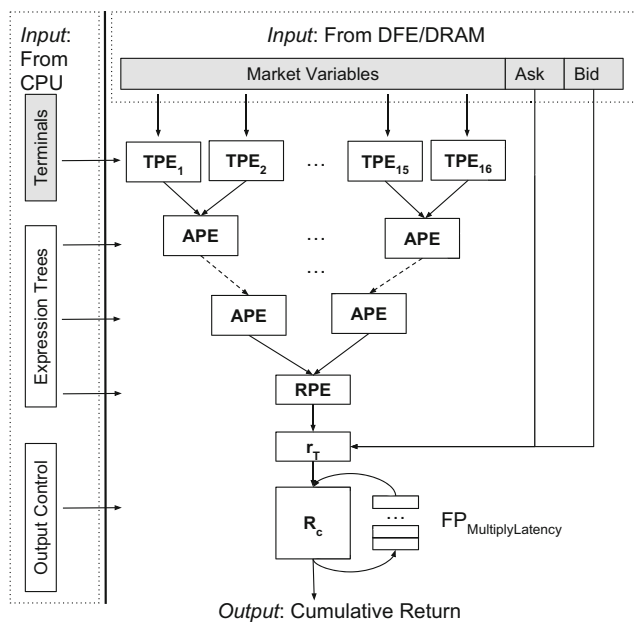 Input:
From
CPU
Input: From DFE/DRAM
Market Variables
Ask
Bid
Terminals
TPE1
TPE2
...
TPE15
TPE16
Expression Trees
APE
...
APE
...
APE
APE
RPE
rT
Output Control
Rc
...
FPMultiplyLatency
Output: Cumulative Return